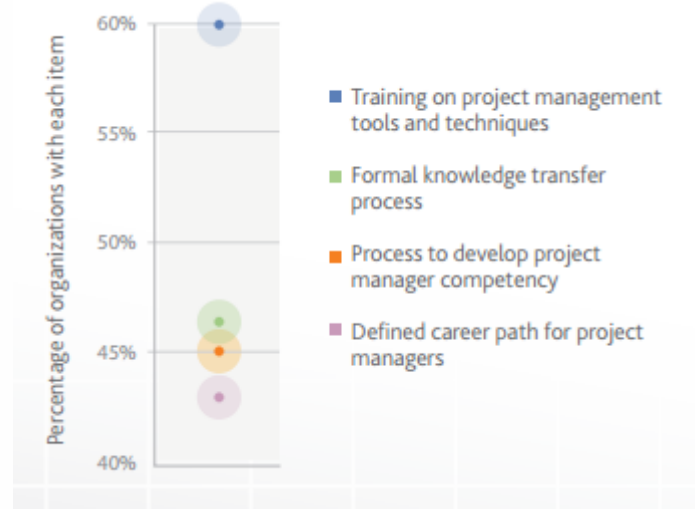 Percentage of organizations with each item
60%
55%
50%
45%
40%
Training on project management
tools and techniques
Formal knowledge transfer
process
Process to develop project
manager competency
Defined career path for project
managers